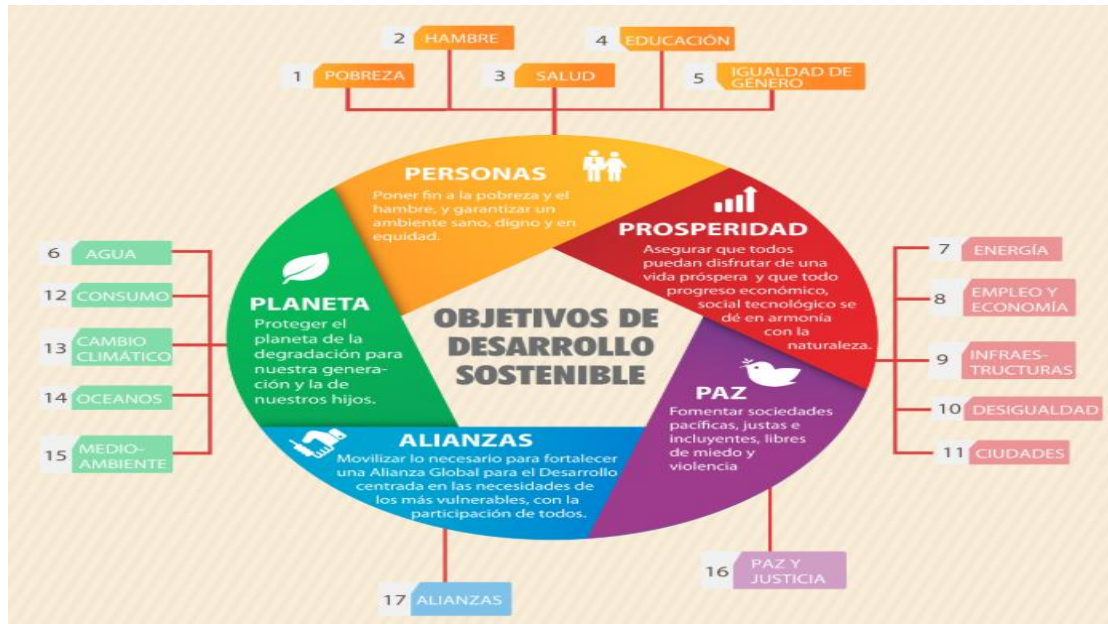 2 HAMBRE
4 EDUCACIÓN
1 POBREZA
3 SALUD
5 IGUALDAD DE
GÉNERO
PERSONAS
Poner fin a la pobreza y el
hambre, y garantizar un
ambiente sano, digno y en
equidad.
PROSPERIDAD
Asegurar que todos
puedan disfrutar de una
vida próspera y que todo
progreso económico,
social tecnológico se
dé en armonía
con la
naturaleza.
6 AGUA
12 CONSUMO
13 CAMBIO
CLIMÁTICO
14 OCEANOS
15 MEDIO-
AMBIENTE
PLANETA
Proteger el
planeta de la
degradación para
nuestra genera-
ción y la de
nuestros hijos.
OBJETIVOS DE
DESARROLLO
SOSTENIBLE
7 ENERGÍA
8 EMPLEO Y
ECONOMÍA
9 INFRAES-
TRUCTURAS
10 DESIGUALDAD
11 CIUDADES
PAZ
Fomentar sociedades
pacíficas, justas e
incluyentes, libres
de miedo y
violencia
ALIANZAS
Movilizar lo necesario para fortalecer
una Alianza Global para el Desarrollo
centrada en las necesidades de
los más vulnerables, con la
participación de todos.
16 PAZ Y
JUSTICIA
17 ALIANZAS